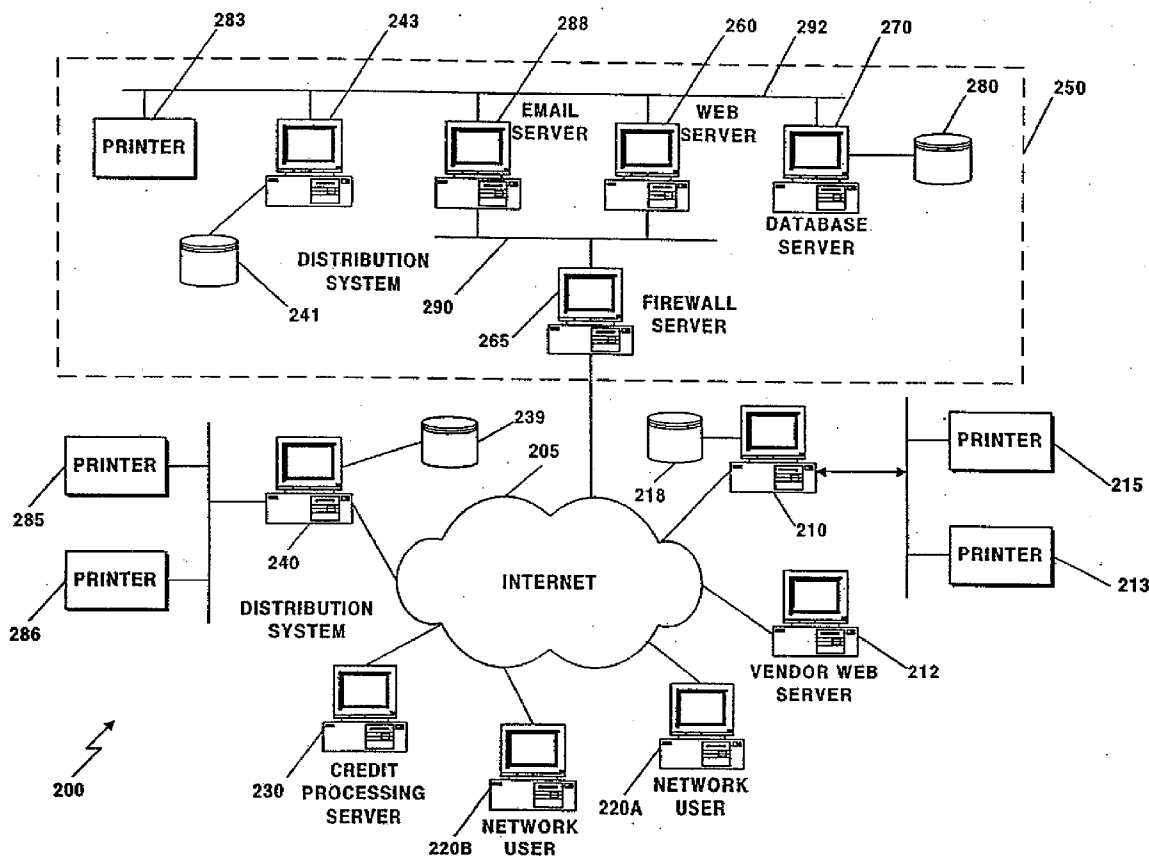 283
243
288
260
292
270
280
250
PRINTER
EMAIL
SERVER
WEB
SERVER
DATABASE
SERVER
241
DISTRIBUTION
SYSTEM
290
265
FIREWALL
SERVER
PRINTER
285
PRINTER
286
240
239
DISTRIBUTION
SYSTEM
205
INTERNET
218
210
PRINTER
215
PRINTER
213
VENDOR WEB
SERVER
212
200
230
CREDIT
PROCESSING
SERVER
220B
NETWORK
USER
220A
NETWORK
USER